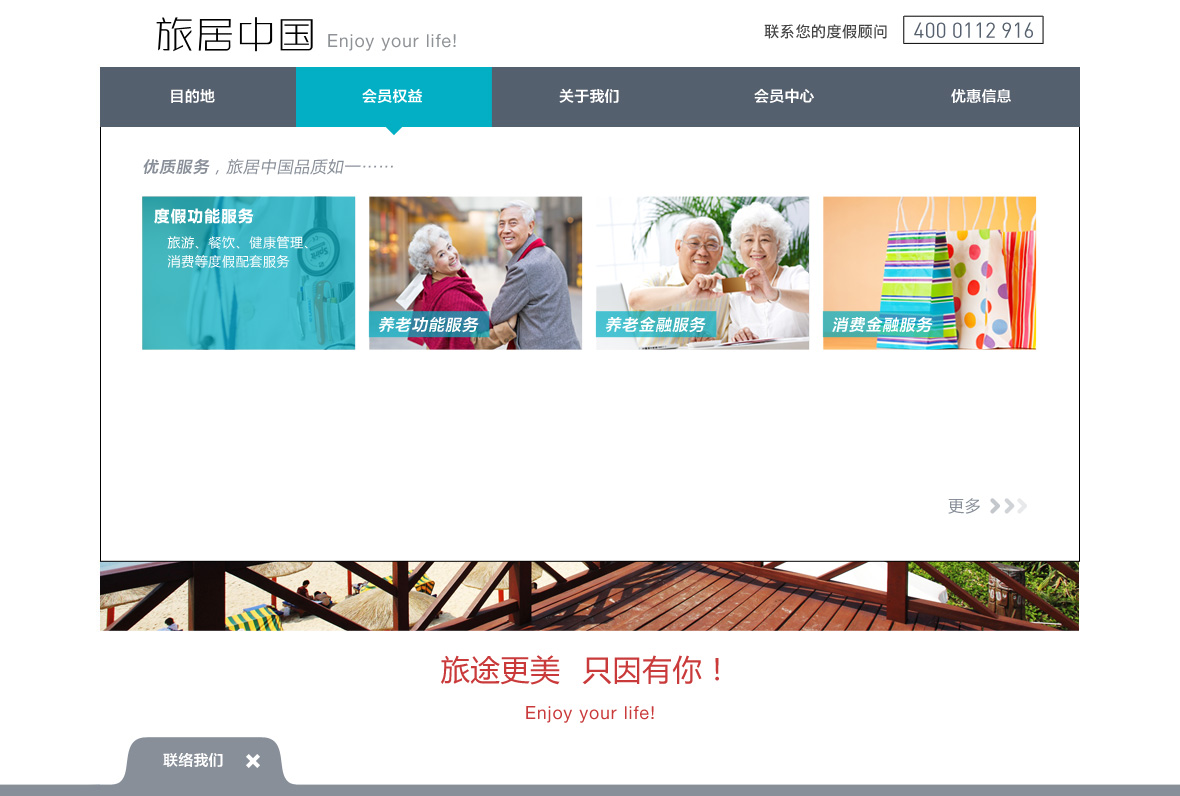 旅居中国 Enjoy your life!
联系您的度假顾问 400 0112 916
目的地 会员权益 关于我们 会员中心 优惠信息
优质服务，旅居中国品质如一……
度假功能服务
旅游、餐饮、健康管理、
消费等度假配套服务
养老功能服务
养老金融服务
消费金融服务
更多
旅途更美 只因有你！
Enjoy your life!
联络我们